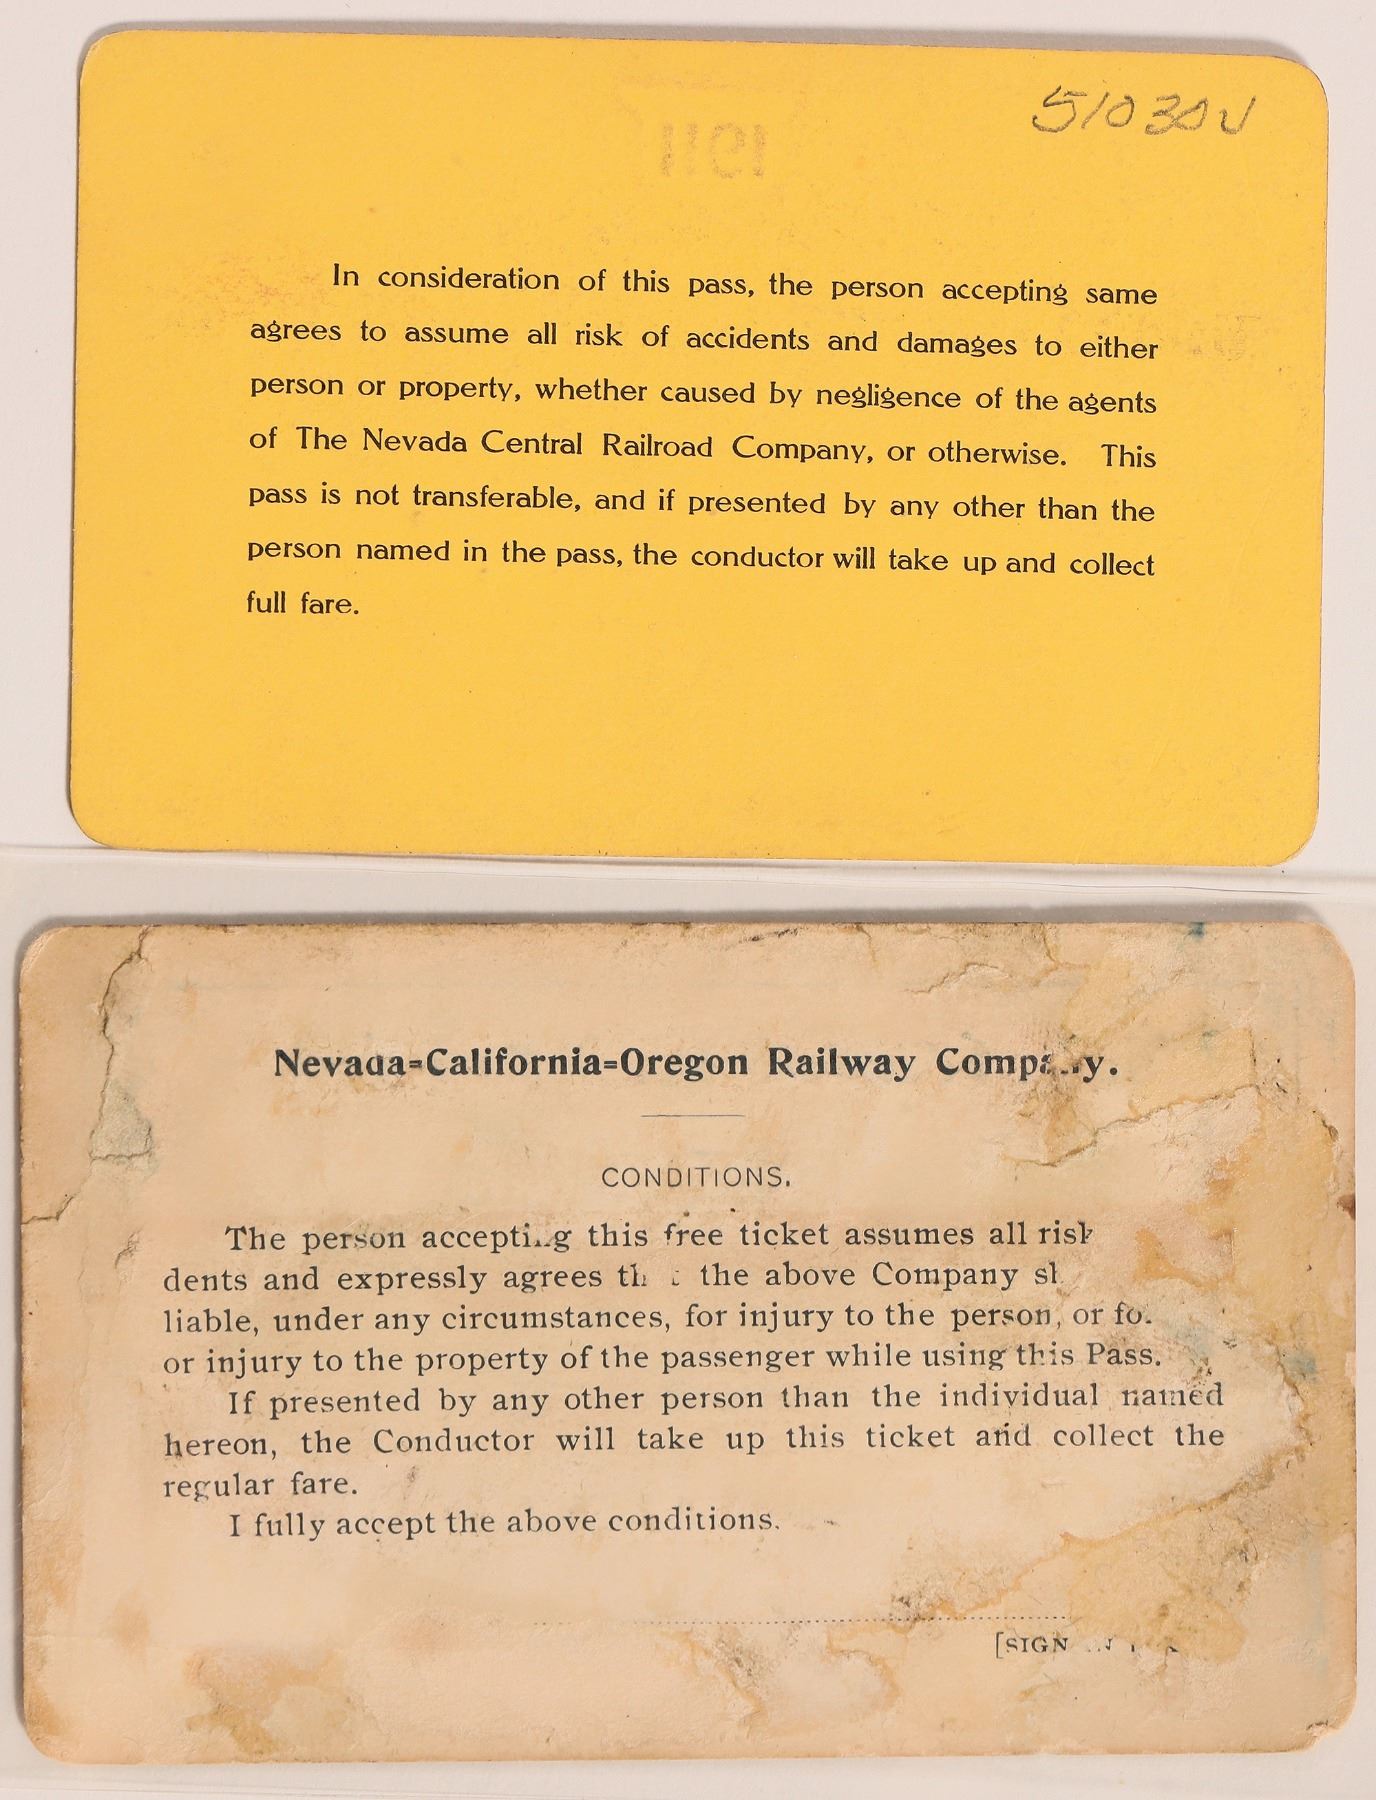 51030
1911
In consideration of this pass, the person accepting same
agrees to assume all risk of accidents and damages to either
person or property, whether caused by negligence of the agents
of The Nevada Central Railroad Company, or otherwise. This
pass is not transferable, and if presented by any other than the
person named in the pass, the conductor will take up and collect
full fare.
Nevada=California=Oregon Railway Company.
CONDITIONS.
The person accepting this free ticket assumes all risk
dents and expressly agrees the above Company
liable, under any circumstances, for injury to the person, or
or injury to the property of the passenger while using this Pass.
If presented by any other person than the individual named
hereon, the Conductor will take up this ticket and collect the
regular fare.
I fully accept the above conditions.
[SIGN